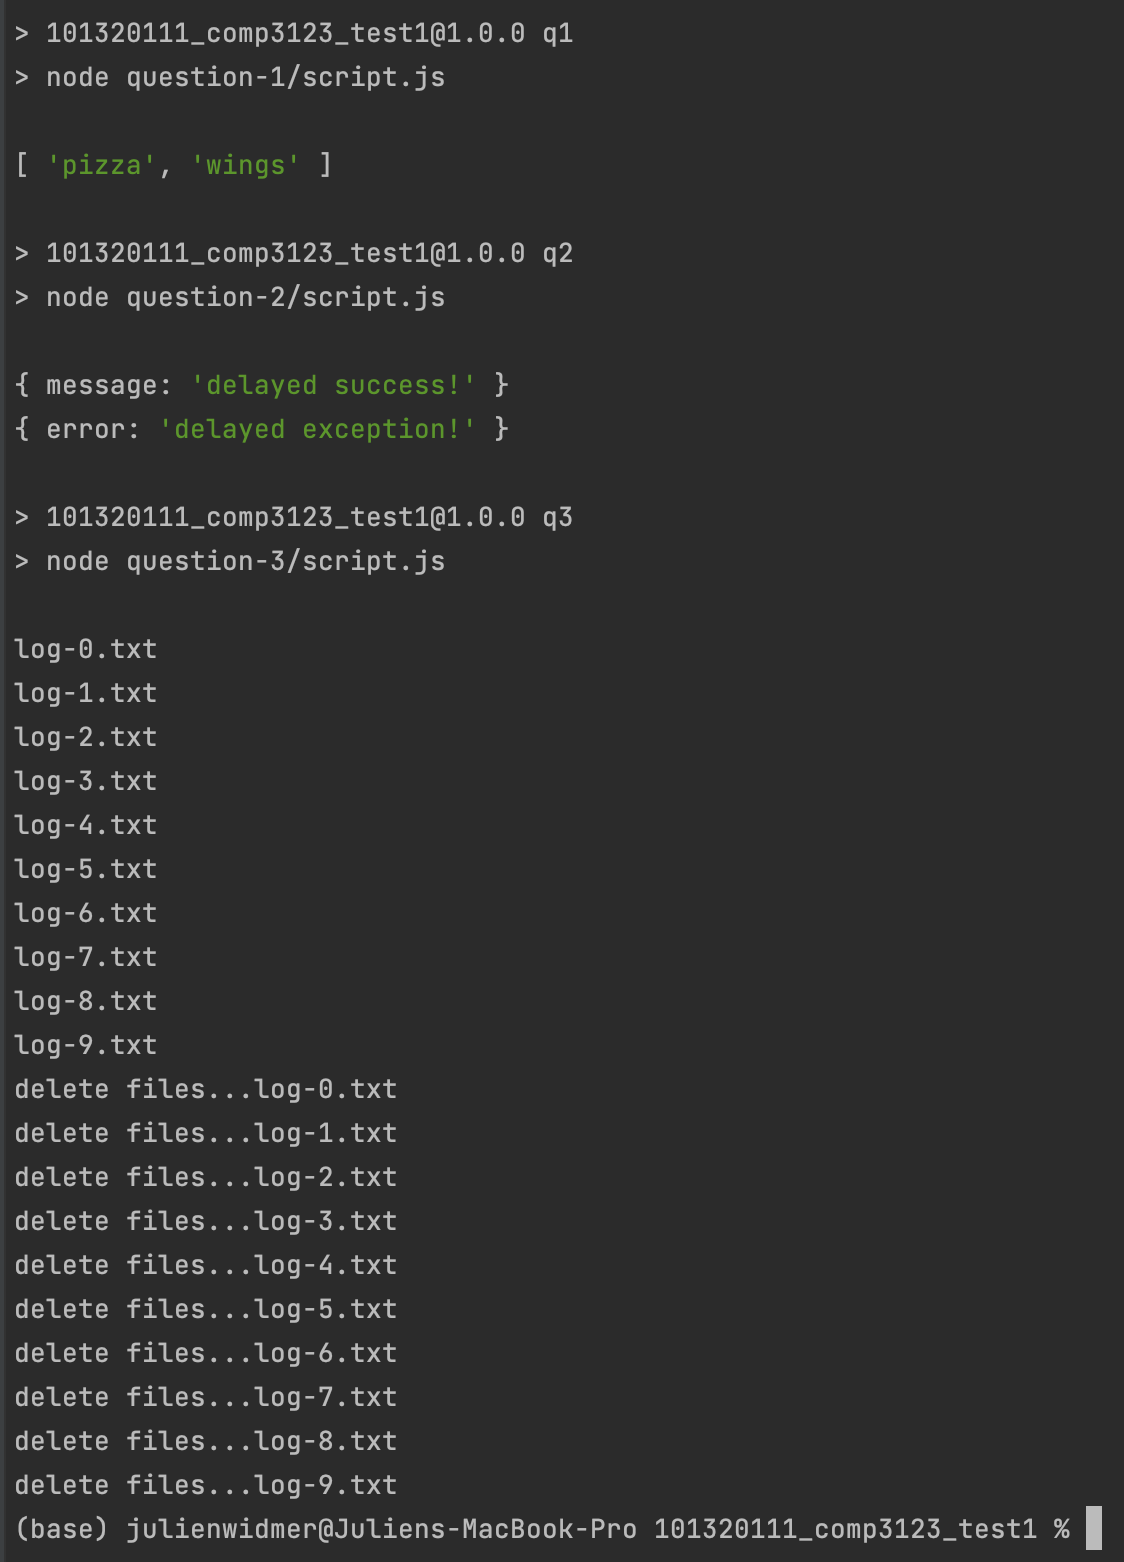 > 101320111_comp3123_test1@1.0.0 q1
> node question-1/script.js
[ 'pizza', 'wings' ]
> 101320111_comp3123_test1@1.0.0 q2
> node question-2/script.js
{ message: 'delayed success!' }
{ error: 'delayed exception!' }
> 101320111_comp3123_test1@1.0.0 q3
> node question-3/script.js
log-0.txt
log-1.txt
log-2.txt
log-3.txt
log-4.txt
log-5.txt
log-6.txt
log-7.txt
log-8.txt
log-9.txt
delete files...log-0.txt
delete files...log-1.txt
delete files...log-2.txt
delete files...log-3.txt
delete files...log-4.txt
delete files...log-5.txt
delete files...log-6.txt
delete files...log-7.txt
delete files...log-8.txt
delete files...log-9.txt
(base) julienwidmer@Juliens-MacBook-Pro 101320111_comp3123_test1 %